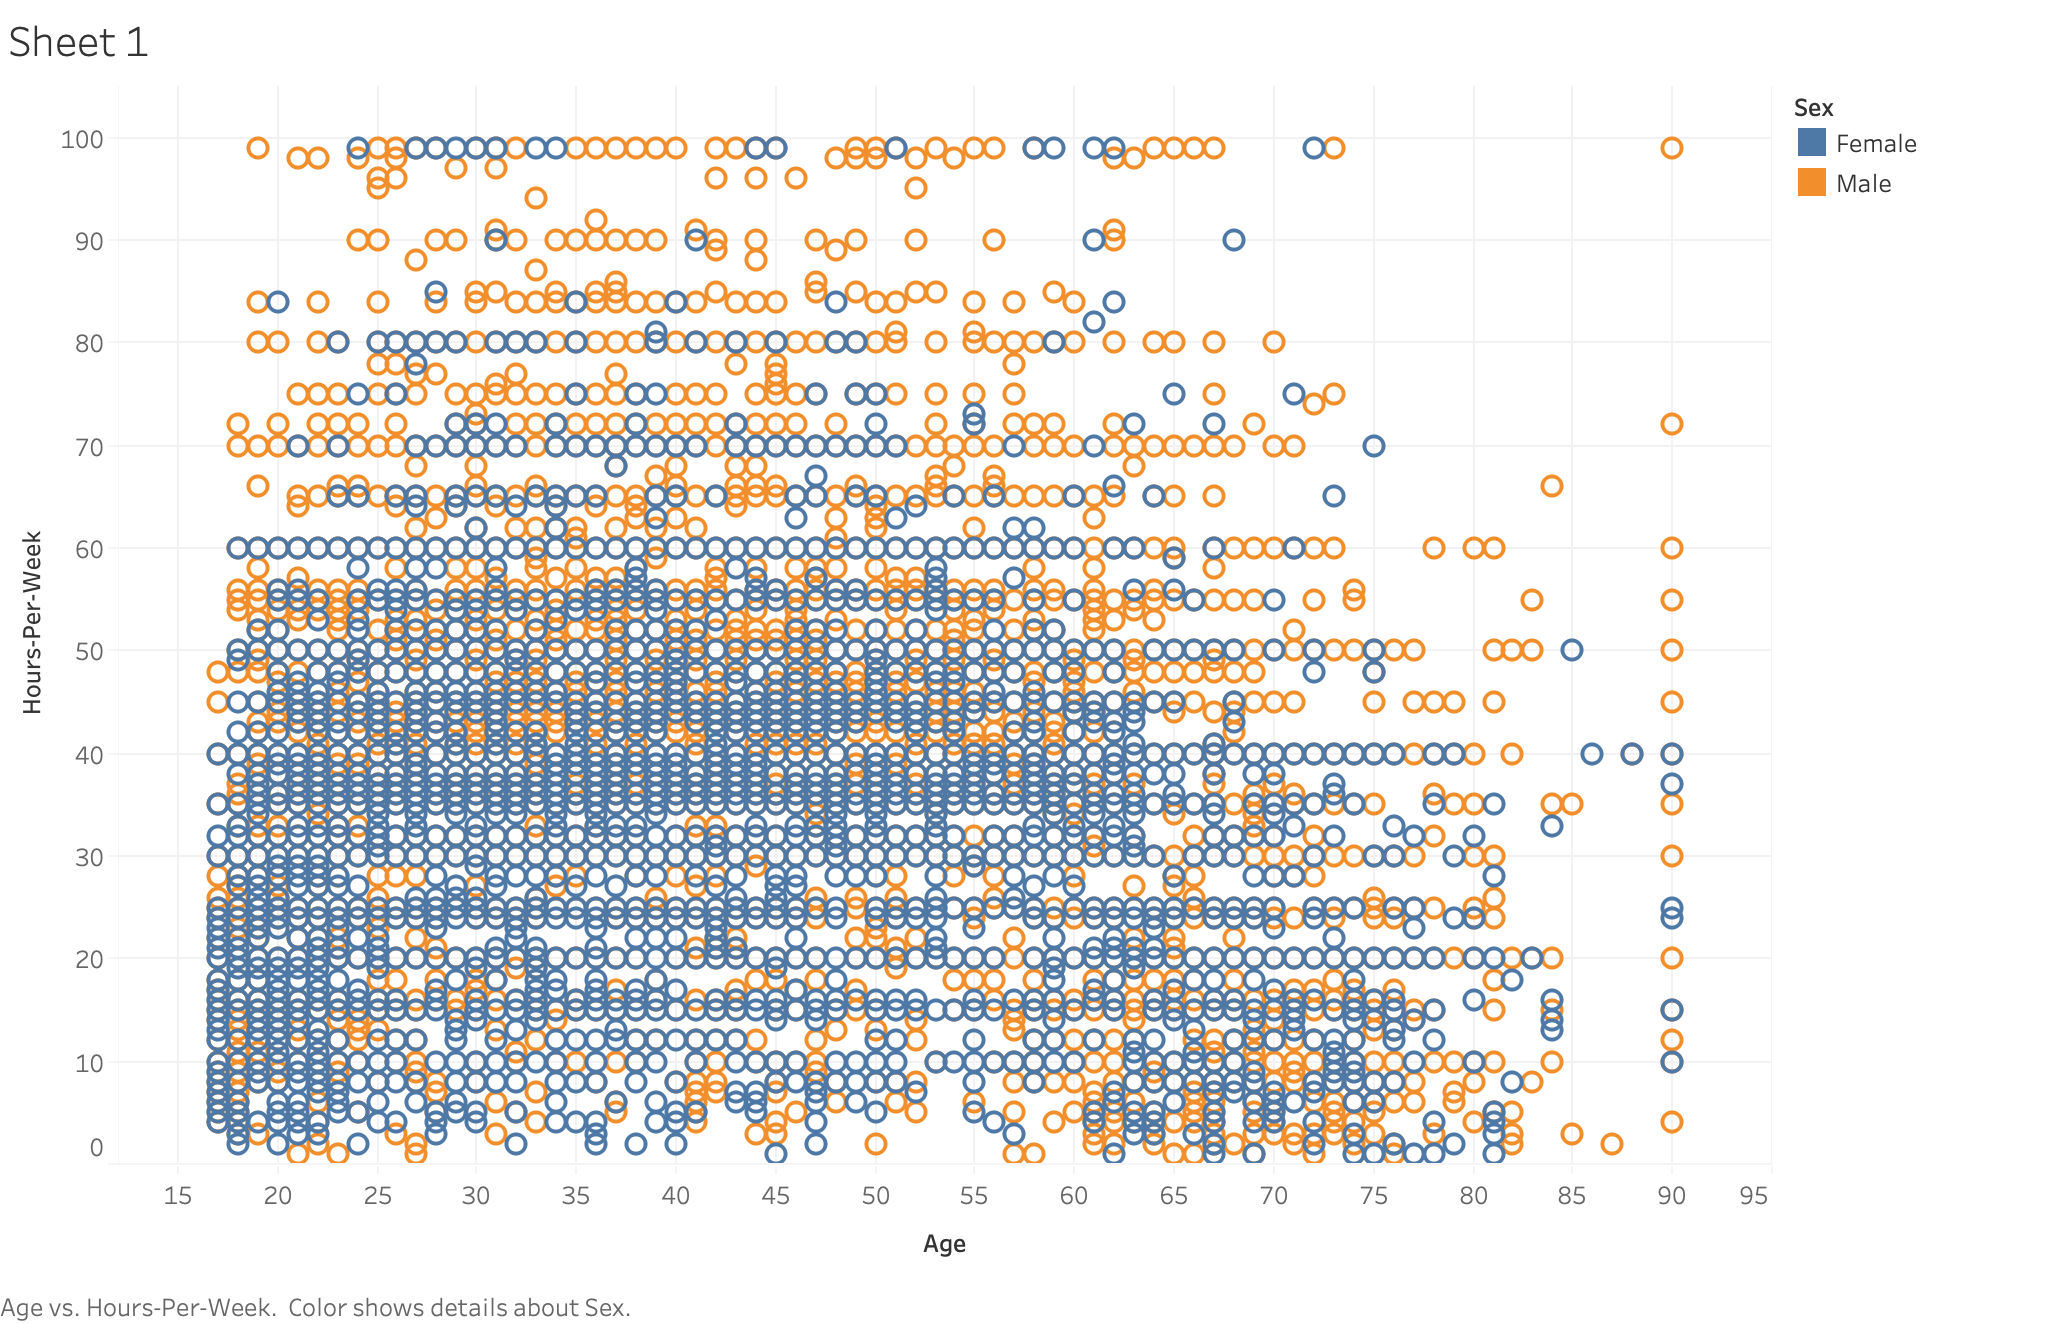 Sheet 1
Sex
Female
Male
Hours-Per-Week
100
90
80
70
60
50
40
30
20
10
0
15 20 25 30 35 40 45 50 55 60 65 70 75 80 85 90 95
Age
Age vs. Hours-Per-Week. Color shows details about Sex.